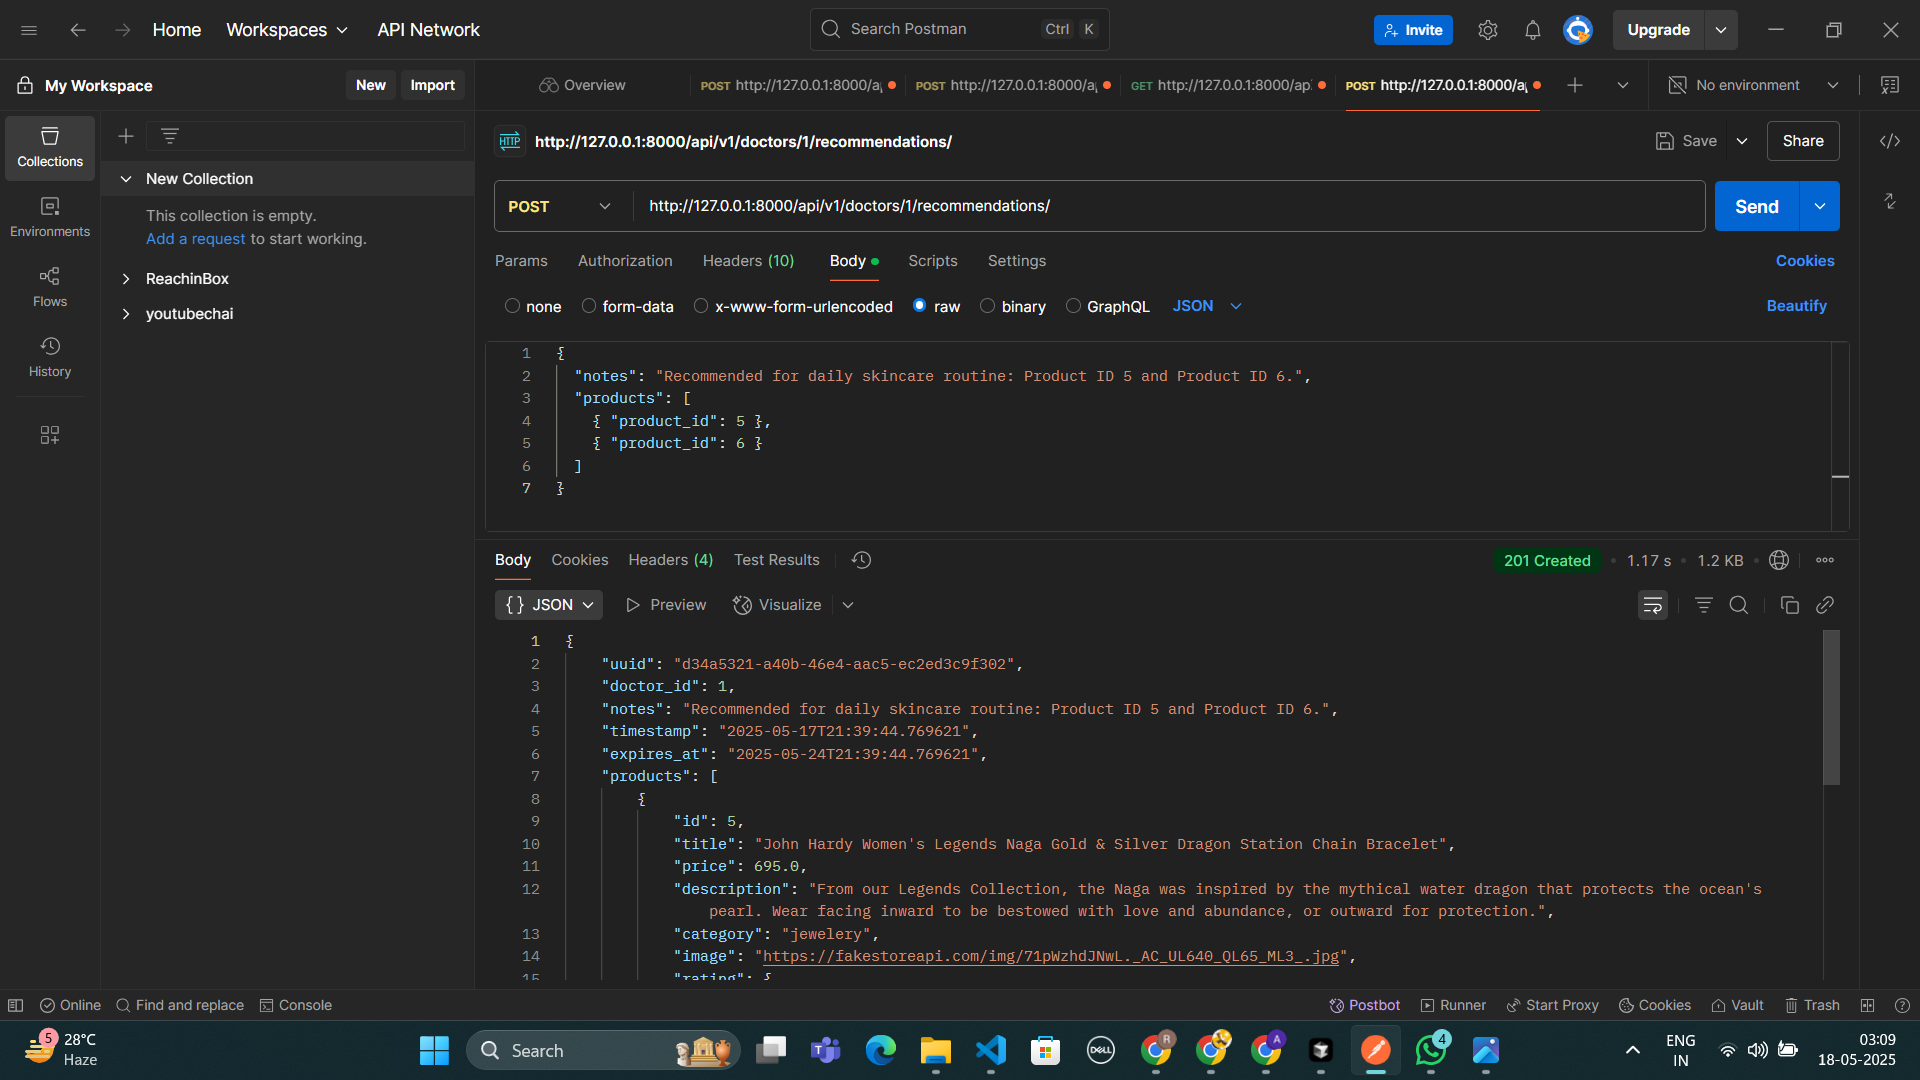 Home Workspaces API Network Search Postman Ctrl K Invite Upgrade
My Workspace New Import Overview POST http://127.0.0.1:8000/a POST http://127.0.0.1:8000/a GET http://127.0.0.1:8000/ap POST http://127.0.0.1:8000/a No environment
Collections
Environments
Flows
History
New Collection
This collection is empty.
Add a request to start working.
ReachinBox
youtubechai
HTTP http://127.0.0.1:8000/api/v1/doctors/1/recommendations/ Save Share
POST http://127.0.0.1:8000/api/v1/doctors/1/recommendations/ Send
Params Authorization Headers (10) Body Scripts Settings Cookies
none form-data x-www-form-urlencoded raw binary GraphQL JSON Beautify
1 {
2 "notes": "Recommended for daily skincare routine: Product ID 5 and Product ID 6.",
3 "products": [
4 { "product_id": 5 },
5 { "product_id": 6 }
6 ]
7 }
Body Cookies Headers (4) Test Results 201 Created 1.17 s 1.2 KB
{} JSON Preview Visualize
1 {
2 "uuid": "d34a5321-a40b-46e4-aac5-ec2ed3c9f302",
3 "doctor_id": 1,
4 "notes": "Recommended for daily skincare routine: Product ID 5 and Product ID 6.",
5 "timestamp": "2025-05-17T21:39:44.769621",
6 "expires_at": "2025-05-24T21:39:44.769621",
7 "products": [
8 {
9 "id": 5,
10 "title": "John Hardy Women's Legends Naga Gold & Silver Dragon Station Chain Bracelet",
11 "price": 695.0,
12 "description": "From our Legends Collection, the Naga was inspired by the mythical water dragon that protects the ocean's
pearl. Wear facing inward to be bestowed with love and abundance, or outward for protection.",
13 "category": "jewelery",
14 "image": "https://fakestoreapi.com/img/71pWzhdJNwL._AC_UL640_QL65_ML3_.jpg",
15 "rating": {
Online Find and replace Console Postbot Runner Start Proxy Cookies Vault Trash
5 28°C
Haze
Search
DELL
R
A
4
ENG
IN
03:09
18-05-2025